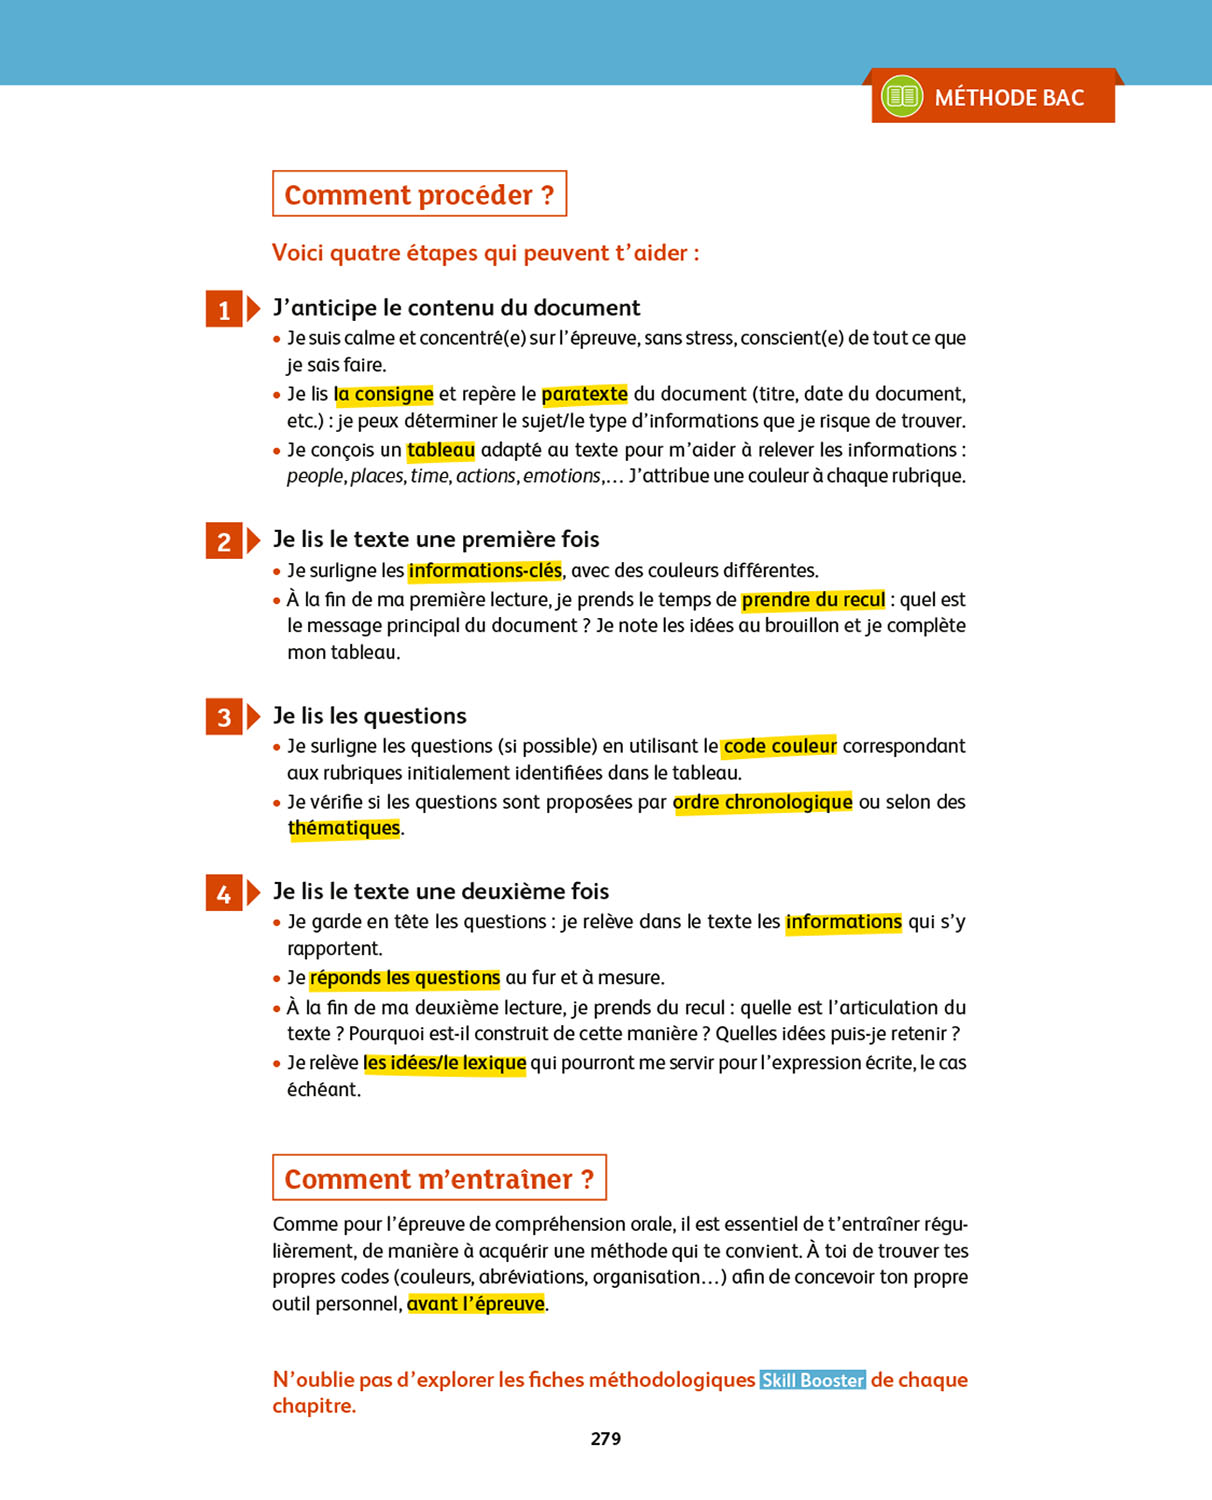 MÉTHODE BAC
Comment procéder ?
Voici quatre étapes qui peuvent t’aider :
1 J’anticipe le contenu du document
• Je suis calme et concentré(e) sur l’épreuve, sans stress, conscient(e) de tout ce que
je sais faire.
• Je lis la consigne et repère le paratexte du document (titre, date du document,
etc.) : je peux déterminer le sujet/le type d’informations que je risque de trouver.
• Je conçois un tableau adapté au texte pour m’aider à relever les informations :
people, places, time, actions, emotions,… J’attribue une couleur à chaque rubrique.
2 Je lis le texte une première fois
• Je surligne les informations-clés, avec des couleurs différentes.
• À la fin de ma première lecture, je prends le temps de prendre du recul : quel est
le message principal du document ? Je note les idées au brouillon et je complète
mon tableau.
3 Je lis les questions
• Je surligne les questions (si possible) en utilisant le code couleur correspondant
aux rubriques initialement identifiées dans le tableau.
• Je vérifie si les questions sont proposées par ordre chronologique ou selon des
thématiques.
4 Je lis le texte une deuxième fois
• Je garde en tête les questions : je relève dans le texte les informations qui s’y
rapportent.
• Je réponds les questions au fur et à mesure.
• À la fin de ma deuxième lecture, je prends du recul : quelle est l’articulation du
texte ? Pourquoi est-il construit de cette manière ? Quelles idées puis-je retenir ?
• Je relève les idées/le lexique qui pourront me servir pour l’expression écrite, le cas
échéant.
Comment m’entraîner ?
Comme pour l’épreuve de compréhension orale, il est essentiel de t’entraîner régu-
lièrement, de manière à acquérir une méthode qui te convient. À toi de trouver tes
propres codes (couleurs, abréviations, organisation…) afin de concevoir ton propre
outil personnel, avant l’épreuve.
N’oublie pas d’explorer les fiches méthodologiques Skill Booster de chaque
chapitre.
279